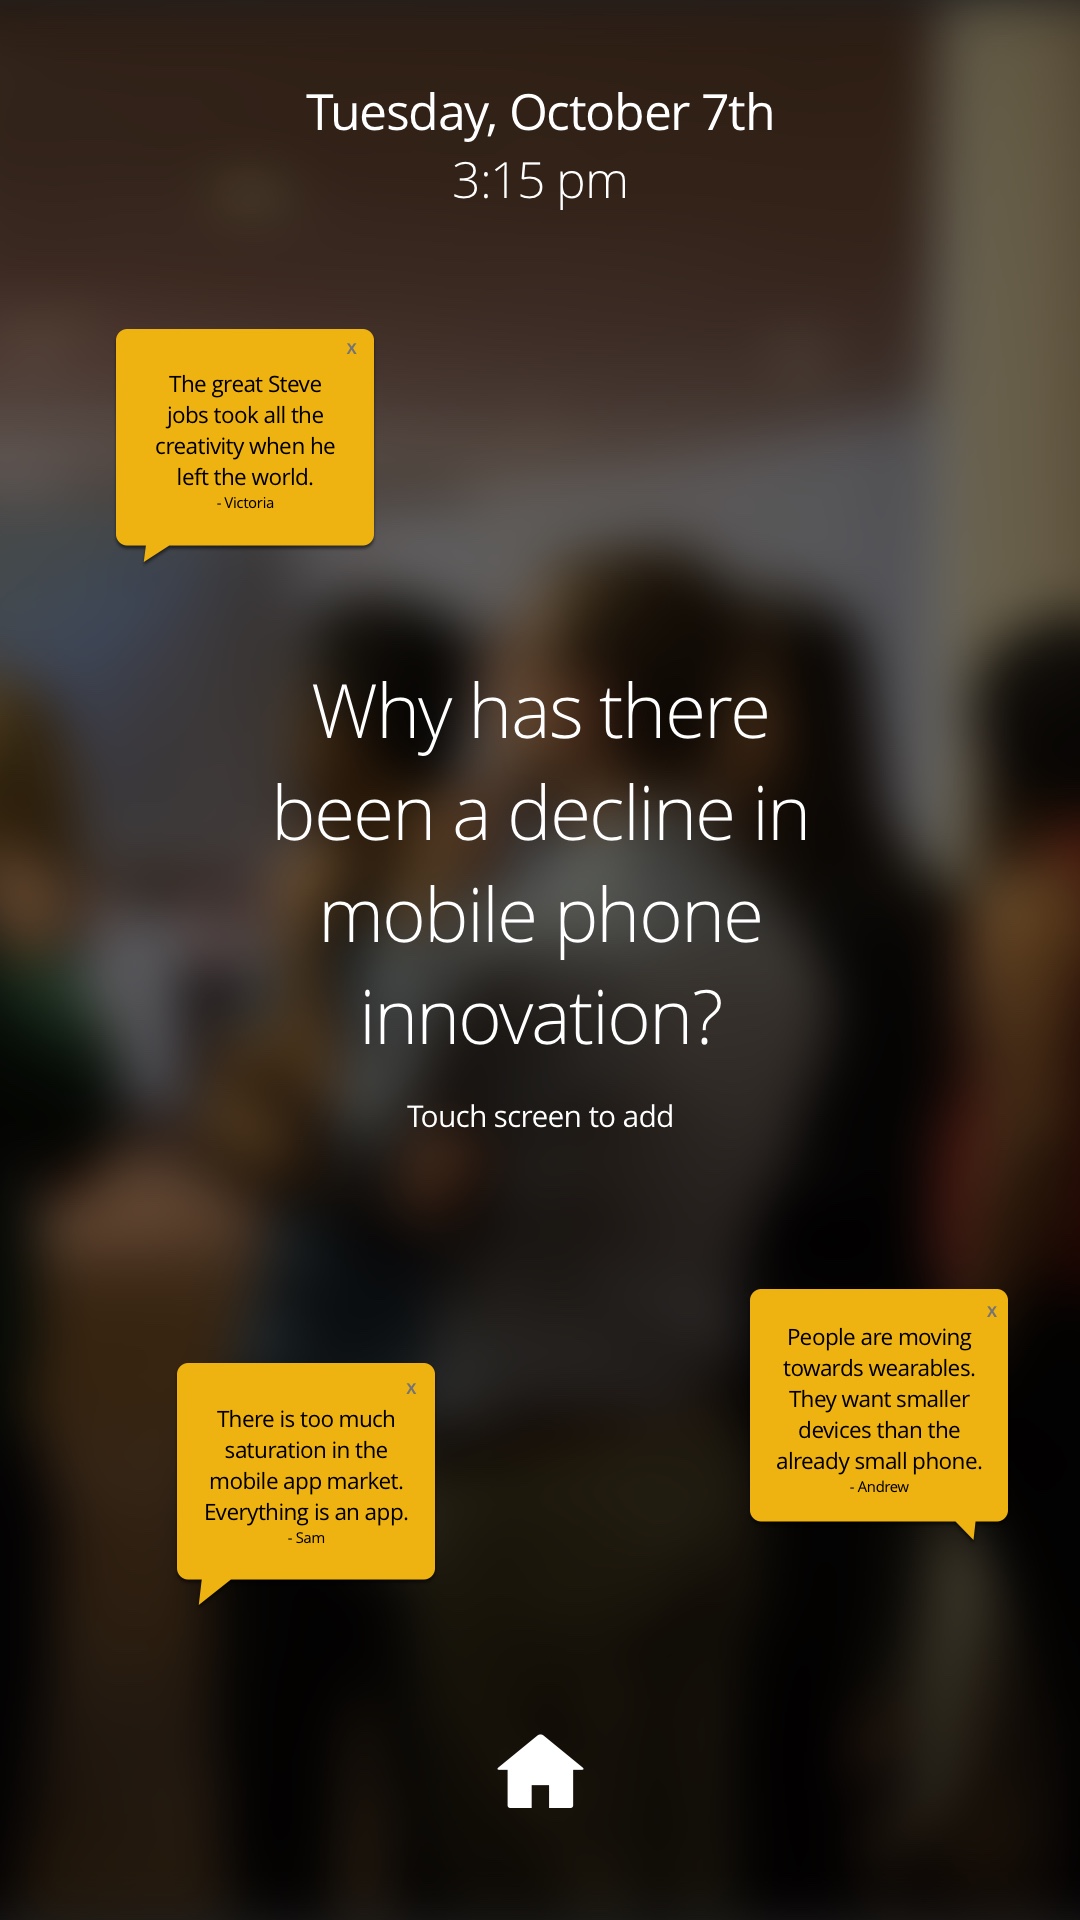 Tuesday, October 7th
3:15 pm
X
The great Steve
jobs took all the
creativity when he
left the world.
- Victoria
Why has there
been a decline in
mobile phone
innovation?
Touch screen to add
X
There is too much
saturation in the
mobile app market.
Everything is an app.
- Sam
X
People are moving
towards wearables.
They want smaller
devices than the
already small phone.
- Andrew